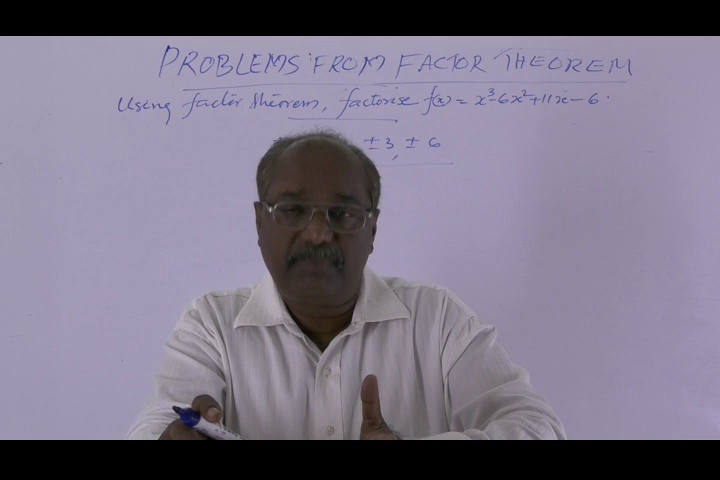 PROBLEMS FROM FACTOR THEOREM
Using factor theorem, factorise f(x) = x³-6x²+11x-6.
±3, ±6